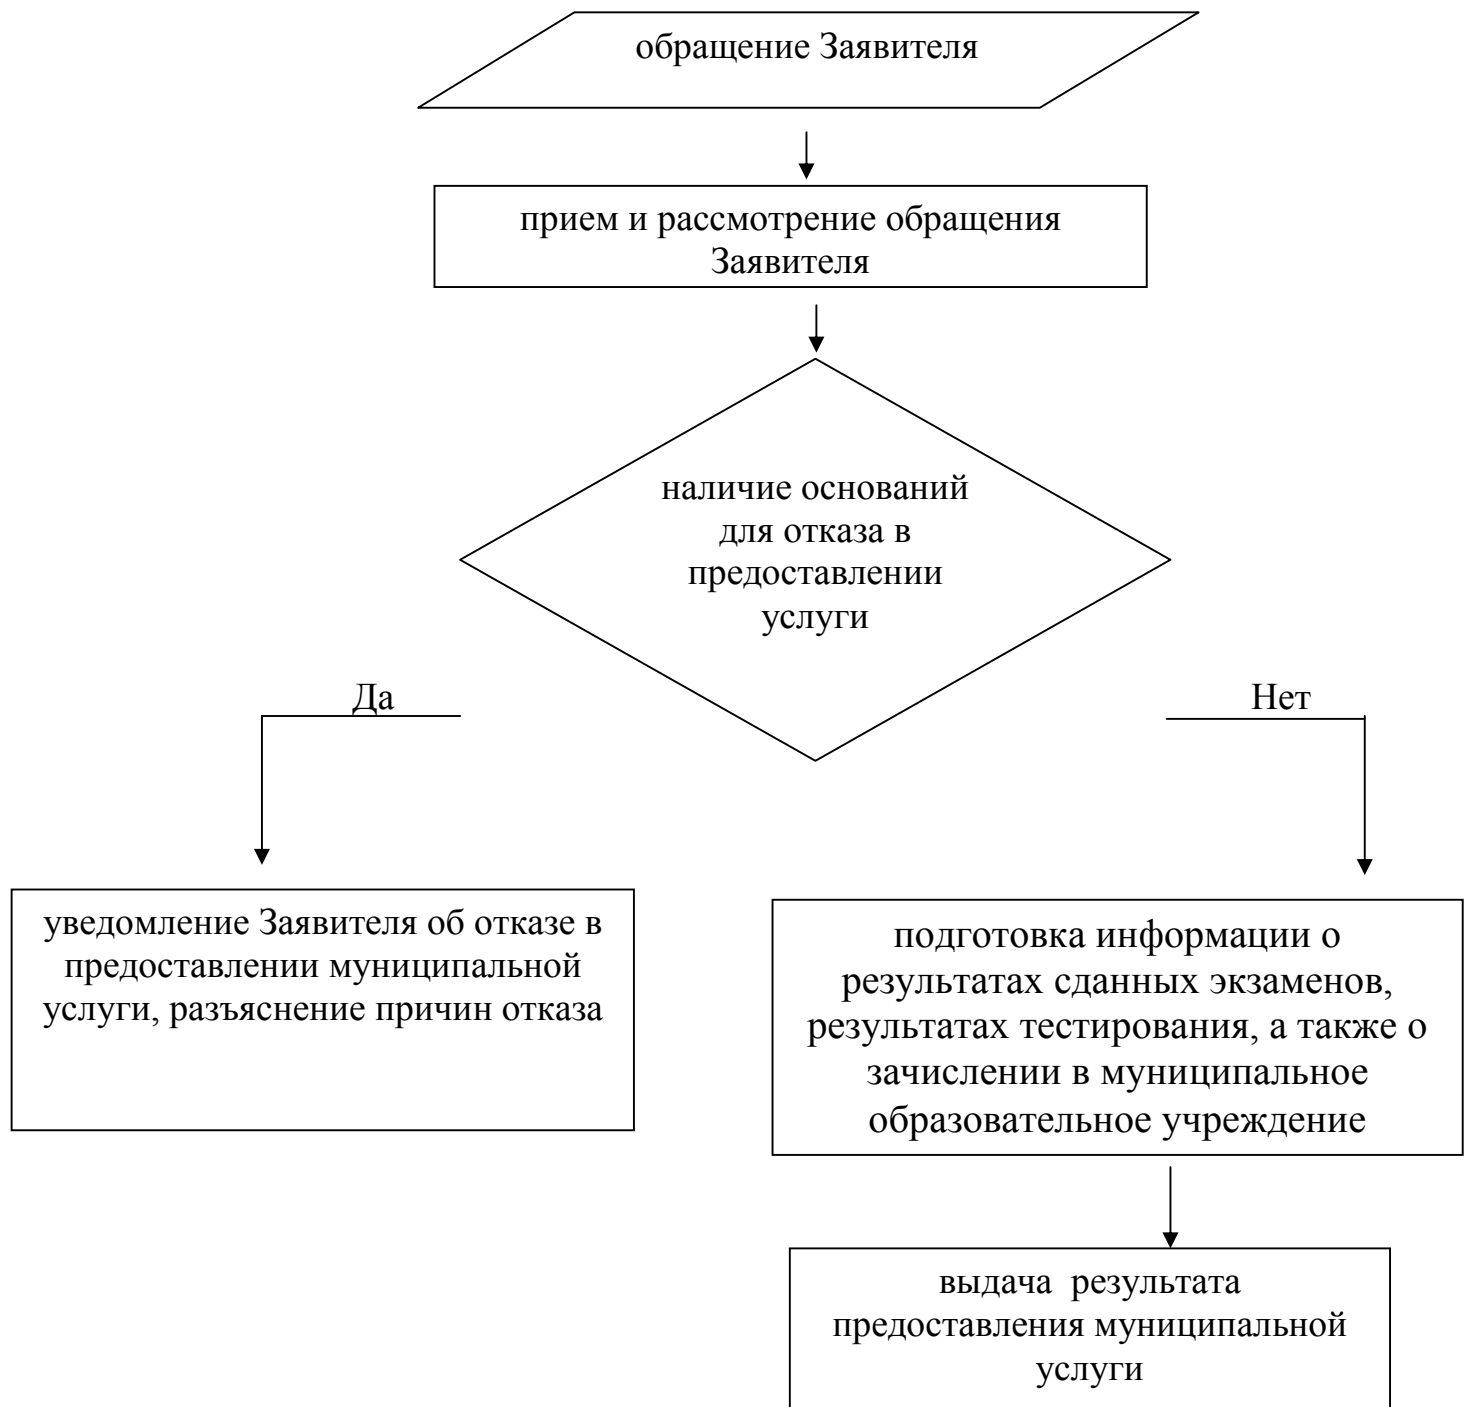 обращение Заявителя
прием и рассмотрение обращения
Заявителя
наличие оснований
для отказа в
предоставлении
услуги
Да
Нет
уведомление Заявителя об отказе в
предоставлении муниципальной
услуги, разъяснение причин отказа
подготовка информации о
результатах сданных экзаменов,
результатах тестирования, а также о
зачислении в муниципальное
образовательное учреждение
выдача  результата
предоставления муниципальной
услуги